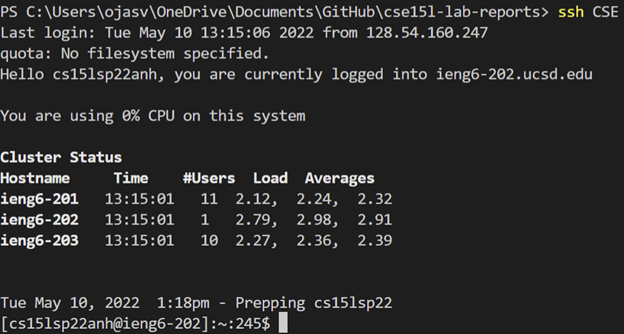 PS C:\Users\ojasv\OneDrive\Documents\GitHub\cse15l-lab-reports> ssh CSE
Last login: Tue May 10 13:15:06 2022 from 128.54.160.247
quota: No filesystem specified.
Hello cs15lsp22anh, you are currently logged into ieng6-202.ucsd.edu
You are using 0% CPU on this system
Cluster Status
Hostname     Time    #Users  Load  Averages
ieng6-201   13:15:01   11  2.12,  2.24,  2.32
ieng6-202   13:15:01   1   2.79,  2.98,  2.91
ieng6-203   13:15:01   10  2.27,  2.36,  2.39
Tue May 10, 2022  1:18pm - Prepping cs15lsp22
[cs15lsp22anh@ieng6-202]:~:245$